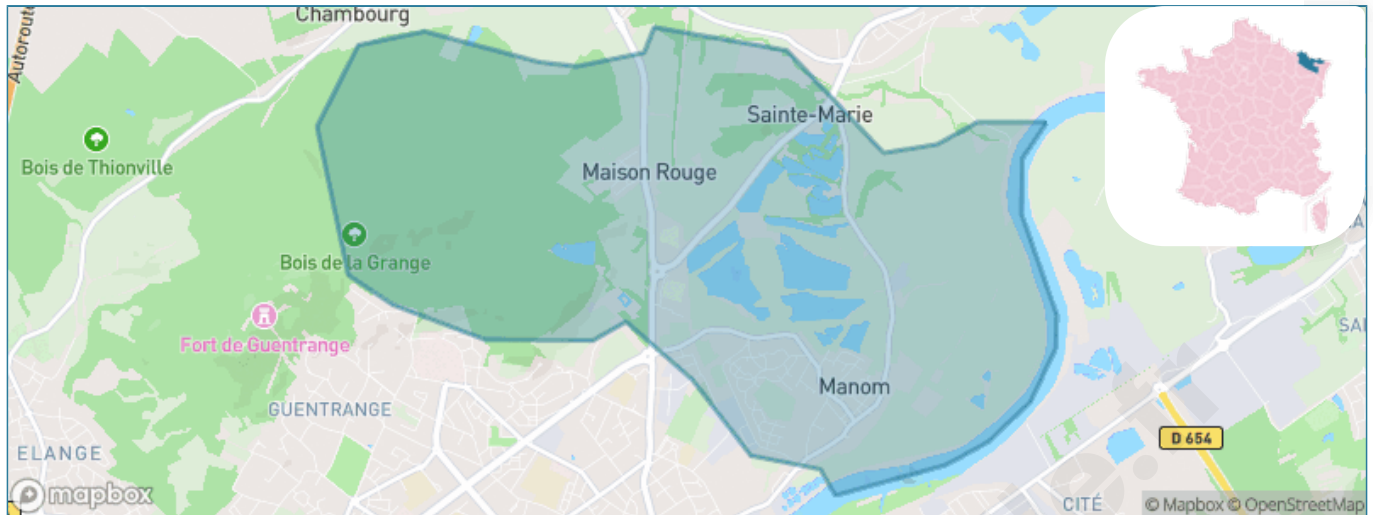 Chambourg
Autoroute
Sainte-Marie
Bois de Thionville
Maison Rouge
Bois de la Grange
Fort de Guentrange
Manom
GUENTRANGE
D 654
ELANGE
mapbox
CITÉ
© Mapbox © OpenStreetMap